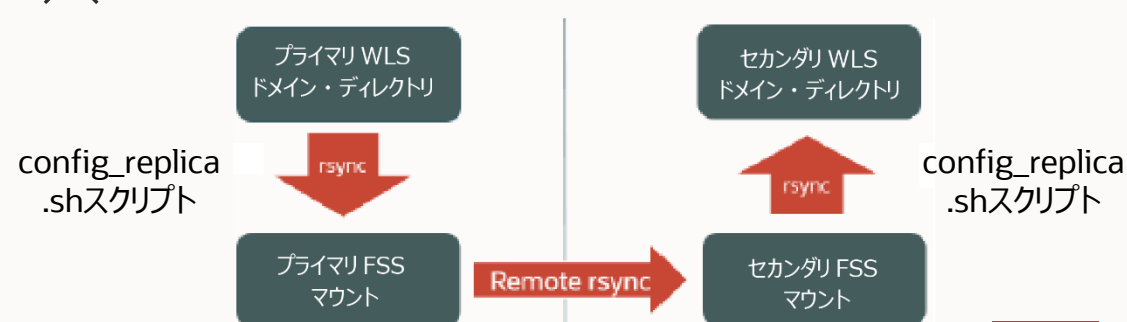 プライマリ WLS
ドメイン・ディレクトリ
セカンダリ WLS
ドメイン・ディレクトリ
config_replica
.shスクリプト
rsync
rsync
config_replica
.shスクリプト
プライマリ FSS
マウント
Remote rsync
セカンダリ FSS
マウント